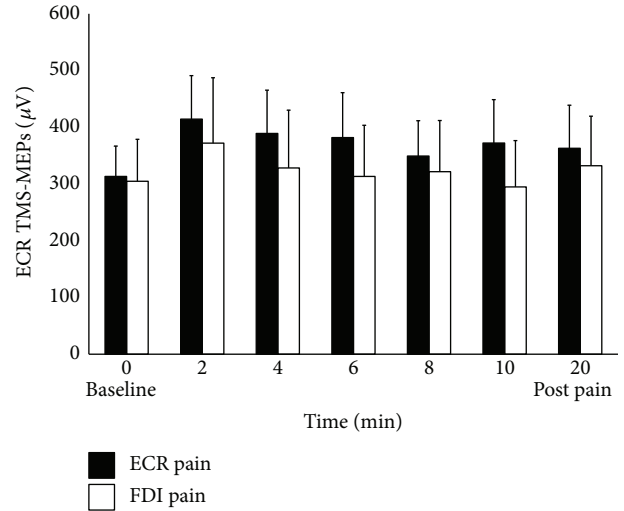 600
500
400
300
200
100
0
ECR TMS-MEPs (μV)
0 2 4 6 8 10 20
Baseline Post pain
Time (min)
ECR pain
FDI pain